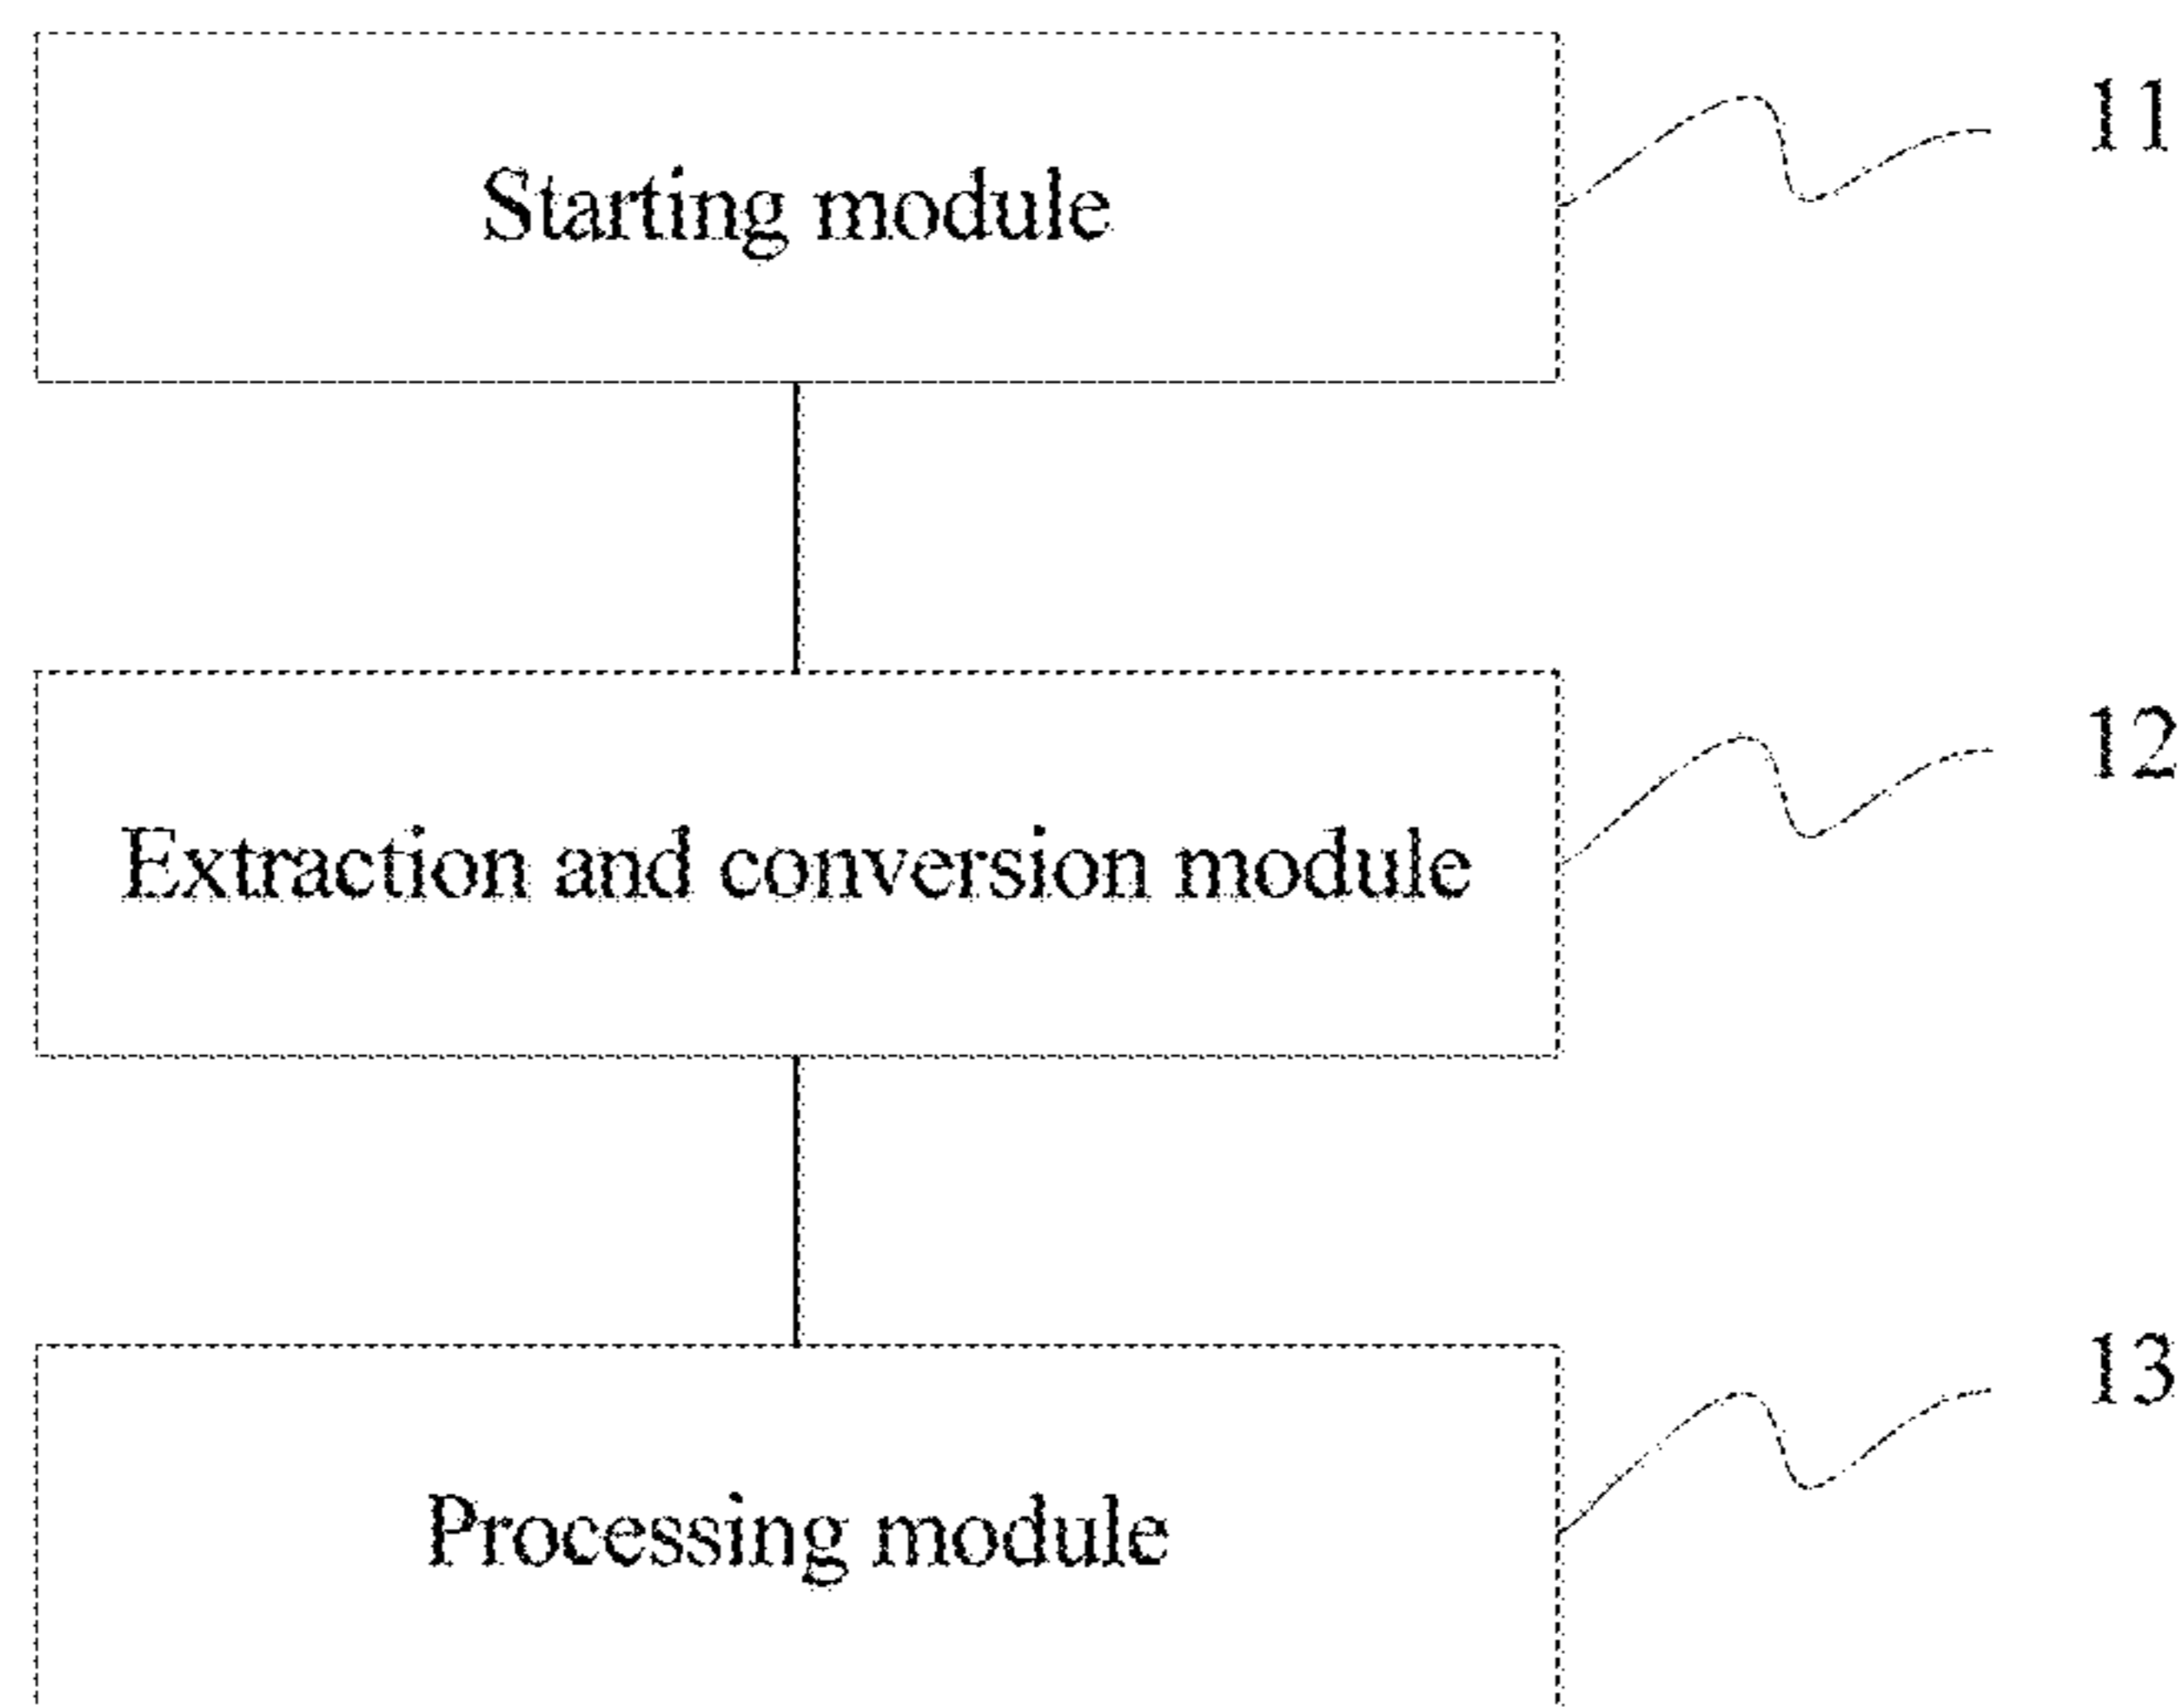 Starting module
11
Extraction and conversion module
12
Processing module
13